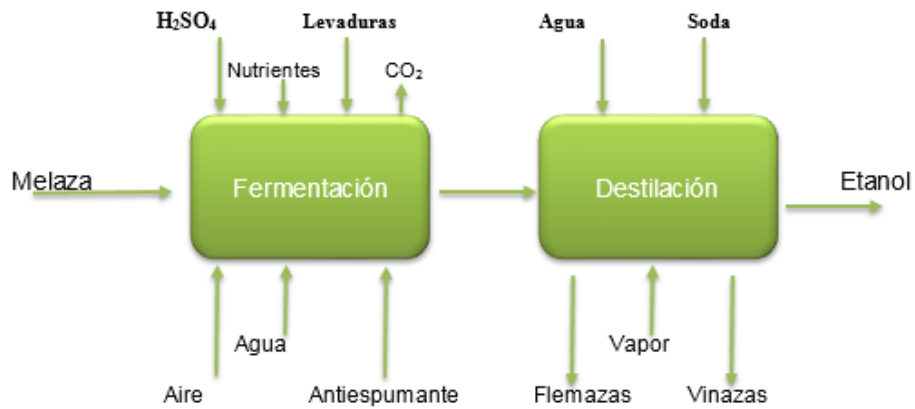 H₂SO₄
Levaduras
Agua
Soda
Nutrientes
CO₂
Melaza
Fermentación
Destilación
Etanol
Agua
Vapor
Aire
Antiespumante
Flemazas
Vinazas